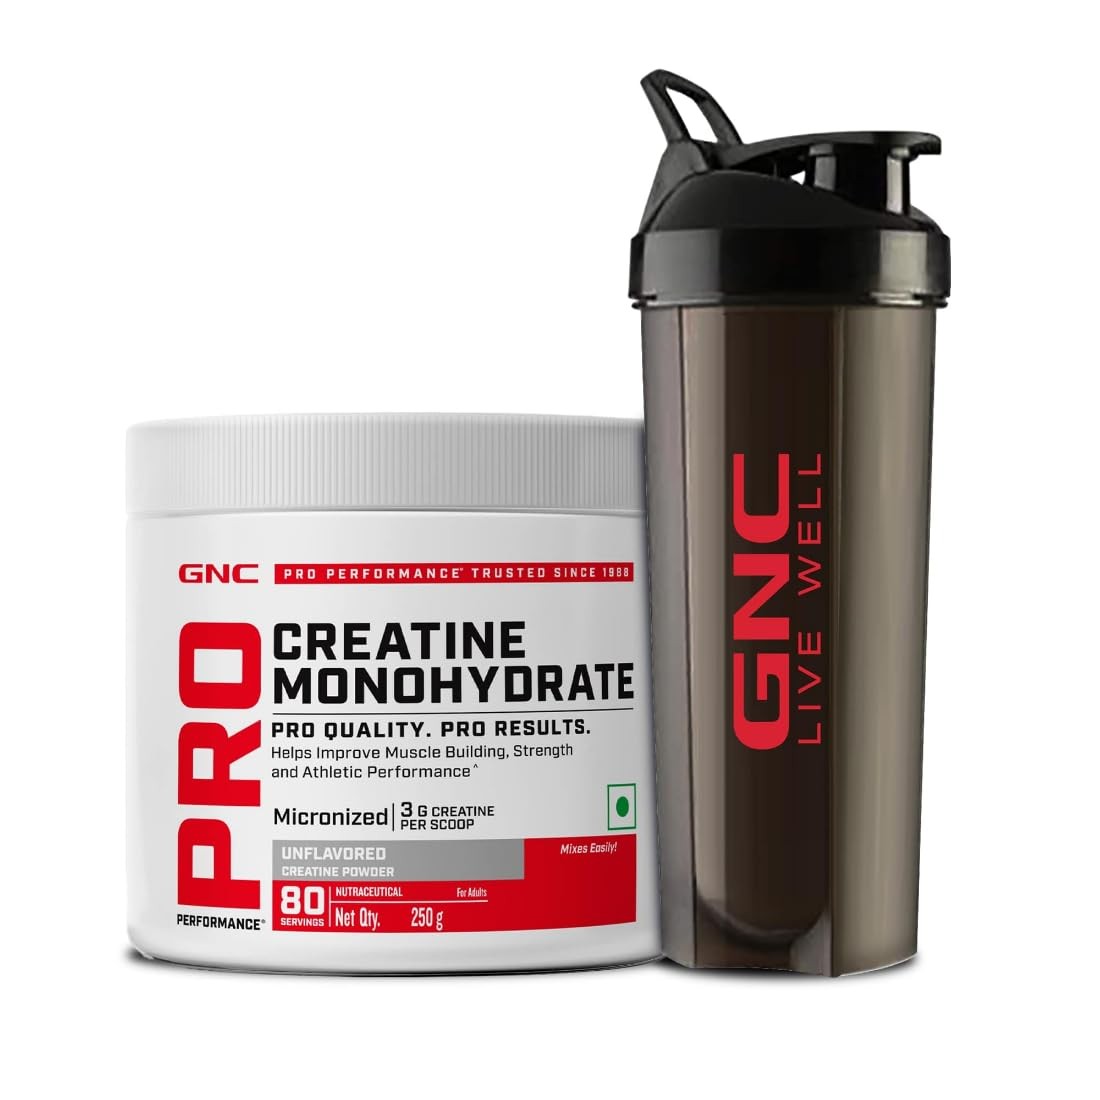 GNC PRO PERFORMANCE® TRUSTED SINCE 1988
PRO
PERFORMANCE®
CREATINE
MONOHYDRATE
PRO QUALITY. PRO RESULTS.
Helps Improve Muscle Building, Strength
and Athletic Performance^
Micronized
3 G CREATINE
PER SCOOP
Mixes Easily!
UNFLAVORED
CREATINE POWDER
80
SERVINGS
NUTRACEUTICAL For Adults
Net Qty. 250 g
GNC
LIVE WELL